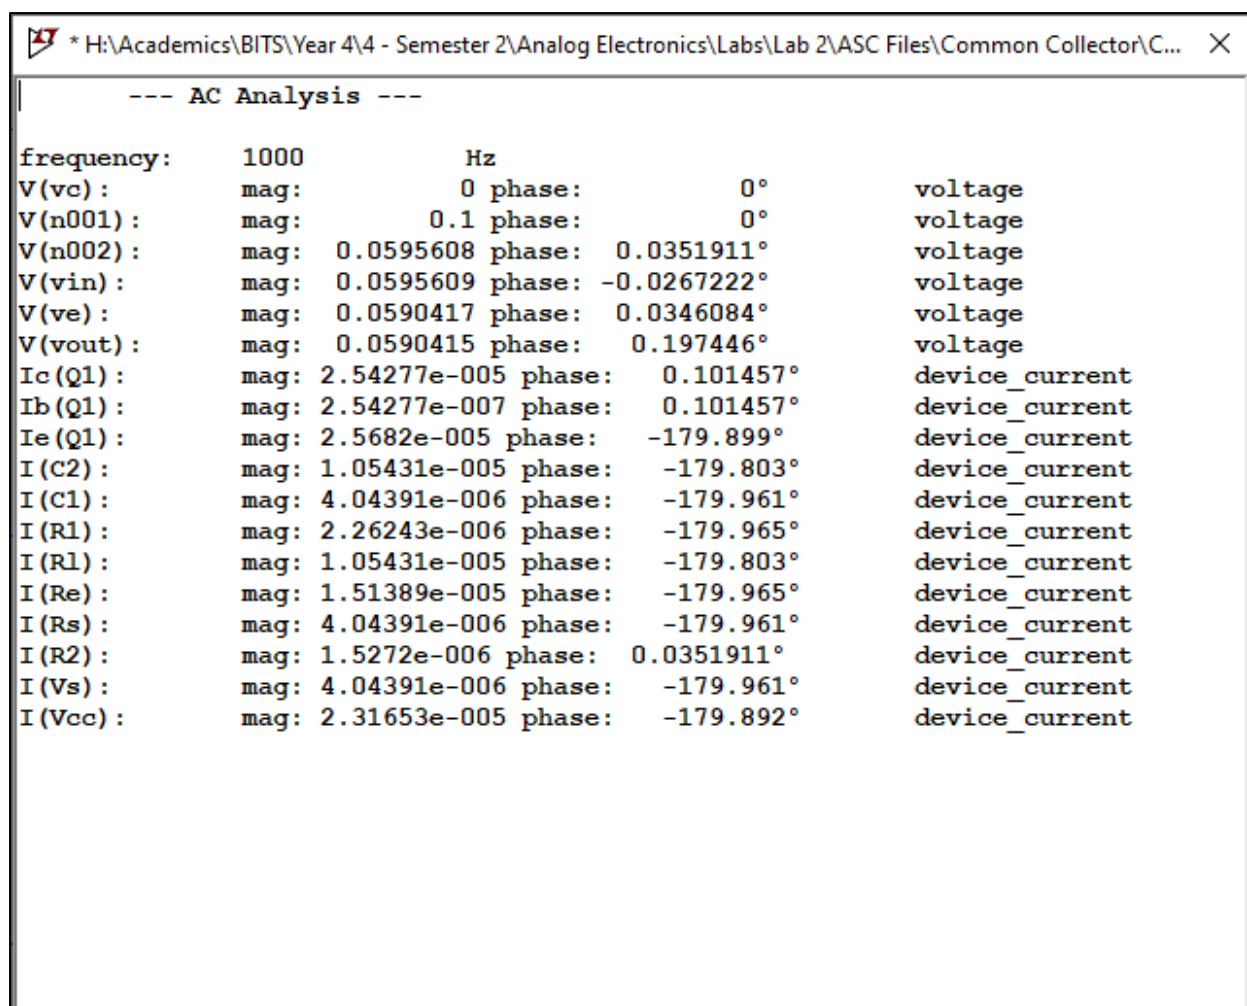 * H:\Academics\BITS\Year 4\4 - Semester 2\Analog Electronics\Labs\Lab 2\ASC Files\Common Collector\C...
--- AC Analysis ---
frequency: 1000 Hz
V(vc): mag: 0 phase: 0° voltage
V(n001): mag: 0.1 phase: 0° voltage
V(n002): mag: 0.0595608 phase: 0.0351911° voltage
V(vin): mag: 0.0595609 phase: -0.0267222° voltage
V(ve): mag: 0.0590417 phase: 0.0346084° voltage
V(vout): mag: 0.0590415 phase: 0.197446° voltage
Ic(Q1): mag: 2.54277e-005 phase: 0.101457° device_current
Ib(Q1): mag: 2.54277e-007 phase: 0.101457° device_current
Ie(Q1): mag: 2.5682e-005 phase: -179.899° device_current
I(C2): mag: 1.05431e-005 phase: -179.803° device_current
I(C1): mag: 4.04391e-006 phase: -179.961° device_current
I(R1): mag: 2.26243e-006 phase: -179.965° device_current
I(Rl): mag: 1.05431e-005 phase: -179.803° device_current
I(Re): mag: 1.51389e-005 phase: -179.965° device_current
I(Rs): mag: 4.04391e-006 phase: -179.961° device_current
I(R2): mag: 1.5272e-006 phase: 0.0351911° device_current
I(Vs): mag: 4.04391e-006 phase: -179.961° device_current
I(Vcc): mag: 2.31653e-005 phase: -179.892° device_current